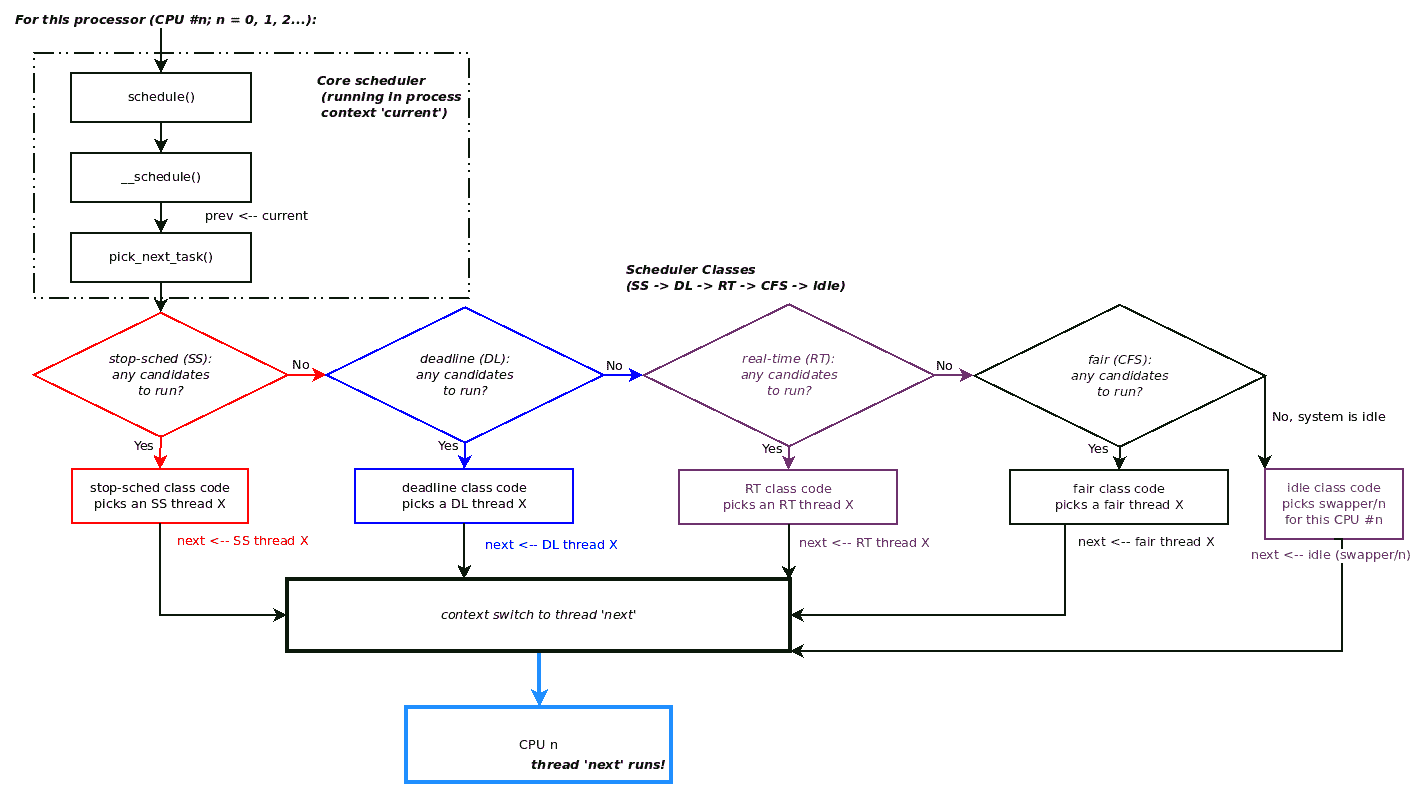 For this processor (CPU #n; n = 0, 1, 2...):
Core scheduler
(running in process
context 'current')
schedule()
__schedule()
prev <-- current
pick_next_task()
Scheduler Classes
(SS -> DL -> RT -> CFS -> idle)
stop-sched (SS):
any candidates
to run?
No
deadline (DL):
any candidates
to run?
No
real-time (RT):
any candidates
to run?
No
fair (CFS):
any candidates
to run?
No, system is idle
Yes
Yes
Yes
Yes
stop-sched class code
picks an SS thread X
deadline class code
picks a DL thread X
RT class code
picks an RT thread X
fair class code
picks a fair thread X
idle class code
picks swapper/n
for this CPU #n
next <-- SS thread X
next <-- DL thread X
next <-- RT thread X
next <-- fair thread X
next <-- idle (swapper/n)
context switch to thread 'next'
CPU n
thread 'next' runs!